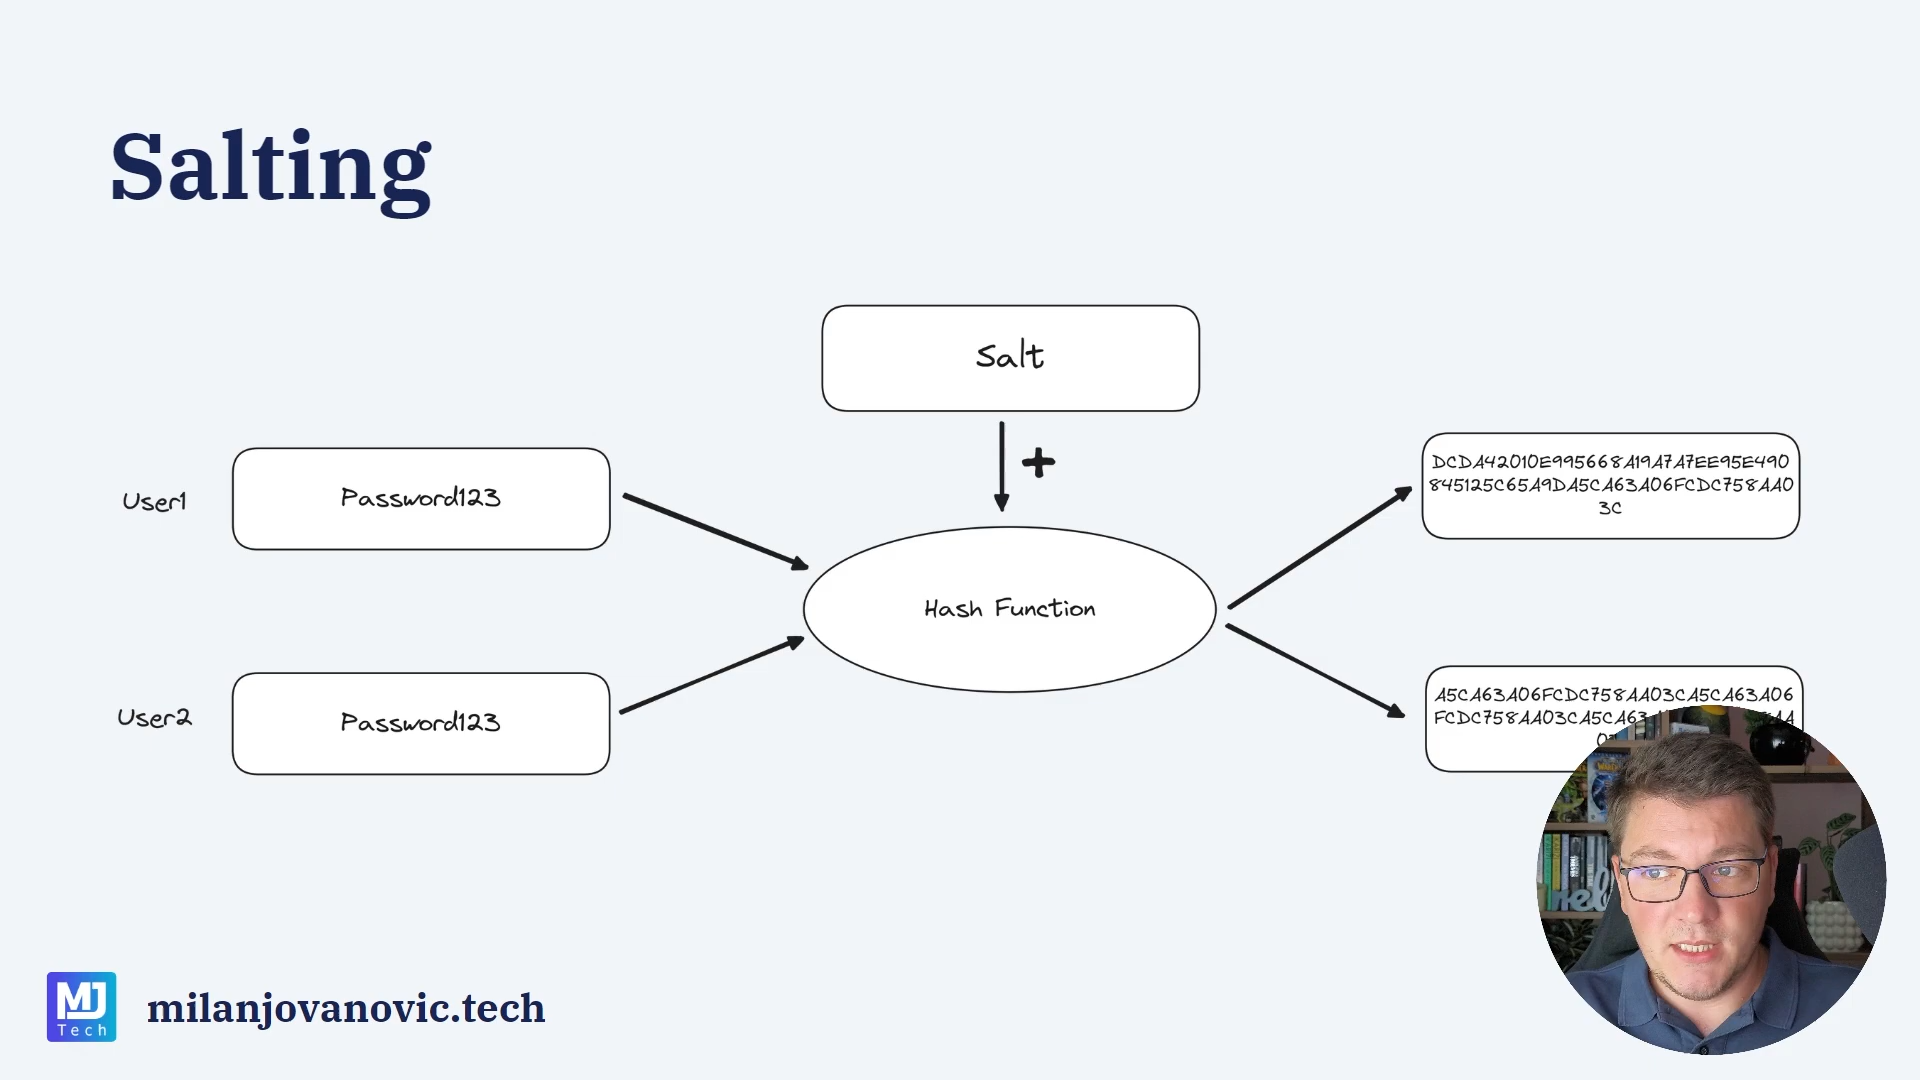 Salting
Salt
+
User1
Password123
DCDA42010E995668A19A7A7EE95E490
845125C65A9DA5CA63A06FCDC758AA0
3C
Hash Function
User2
Password123
A5CA63A06FCDC758AA03CA5CA63A06
FCDC758AA03CA5CA63
MJ
Tech
milanjovanovic.tech